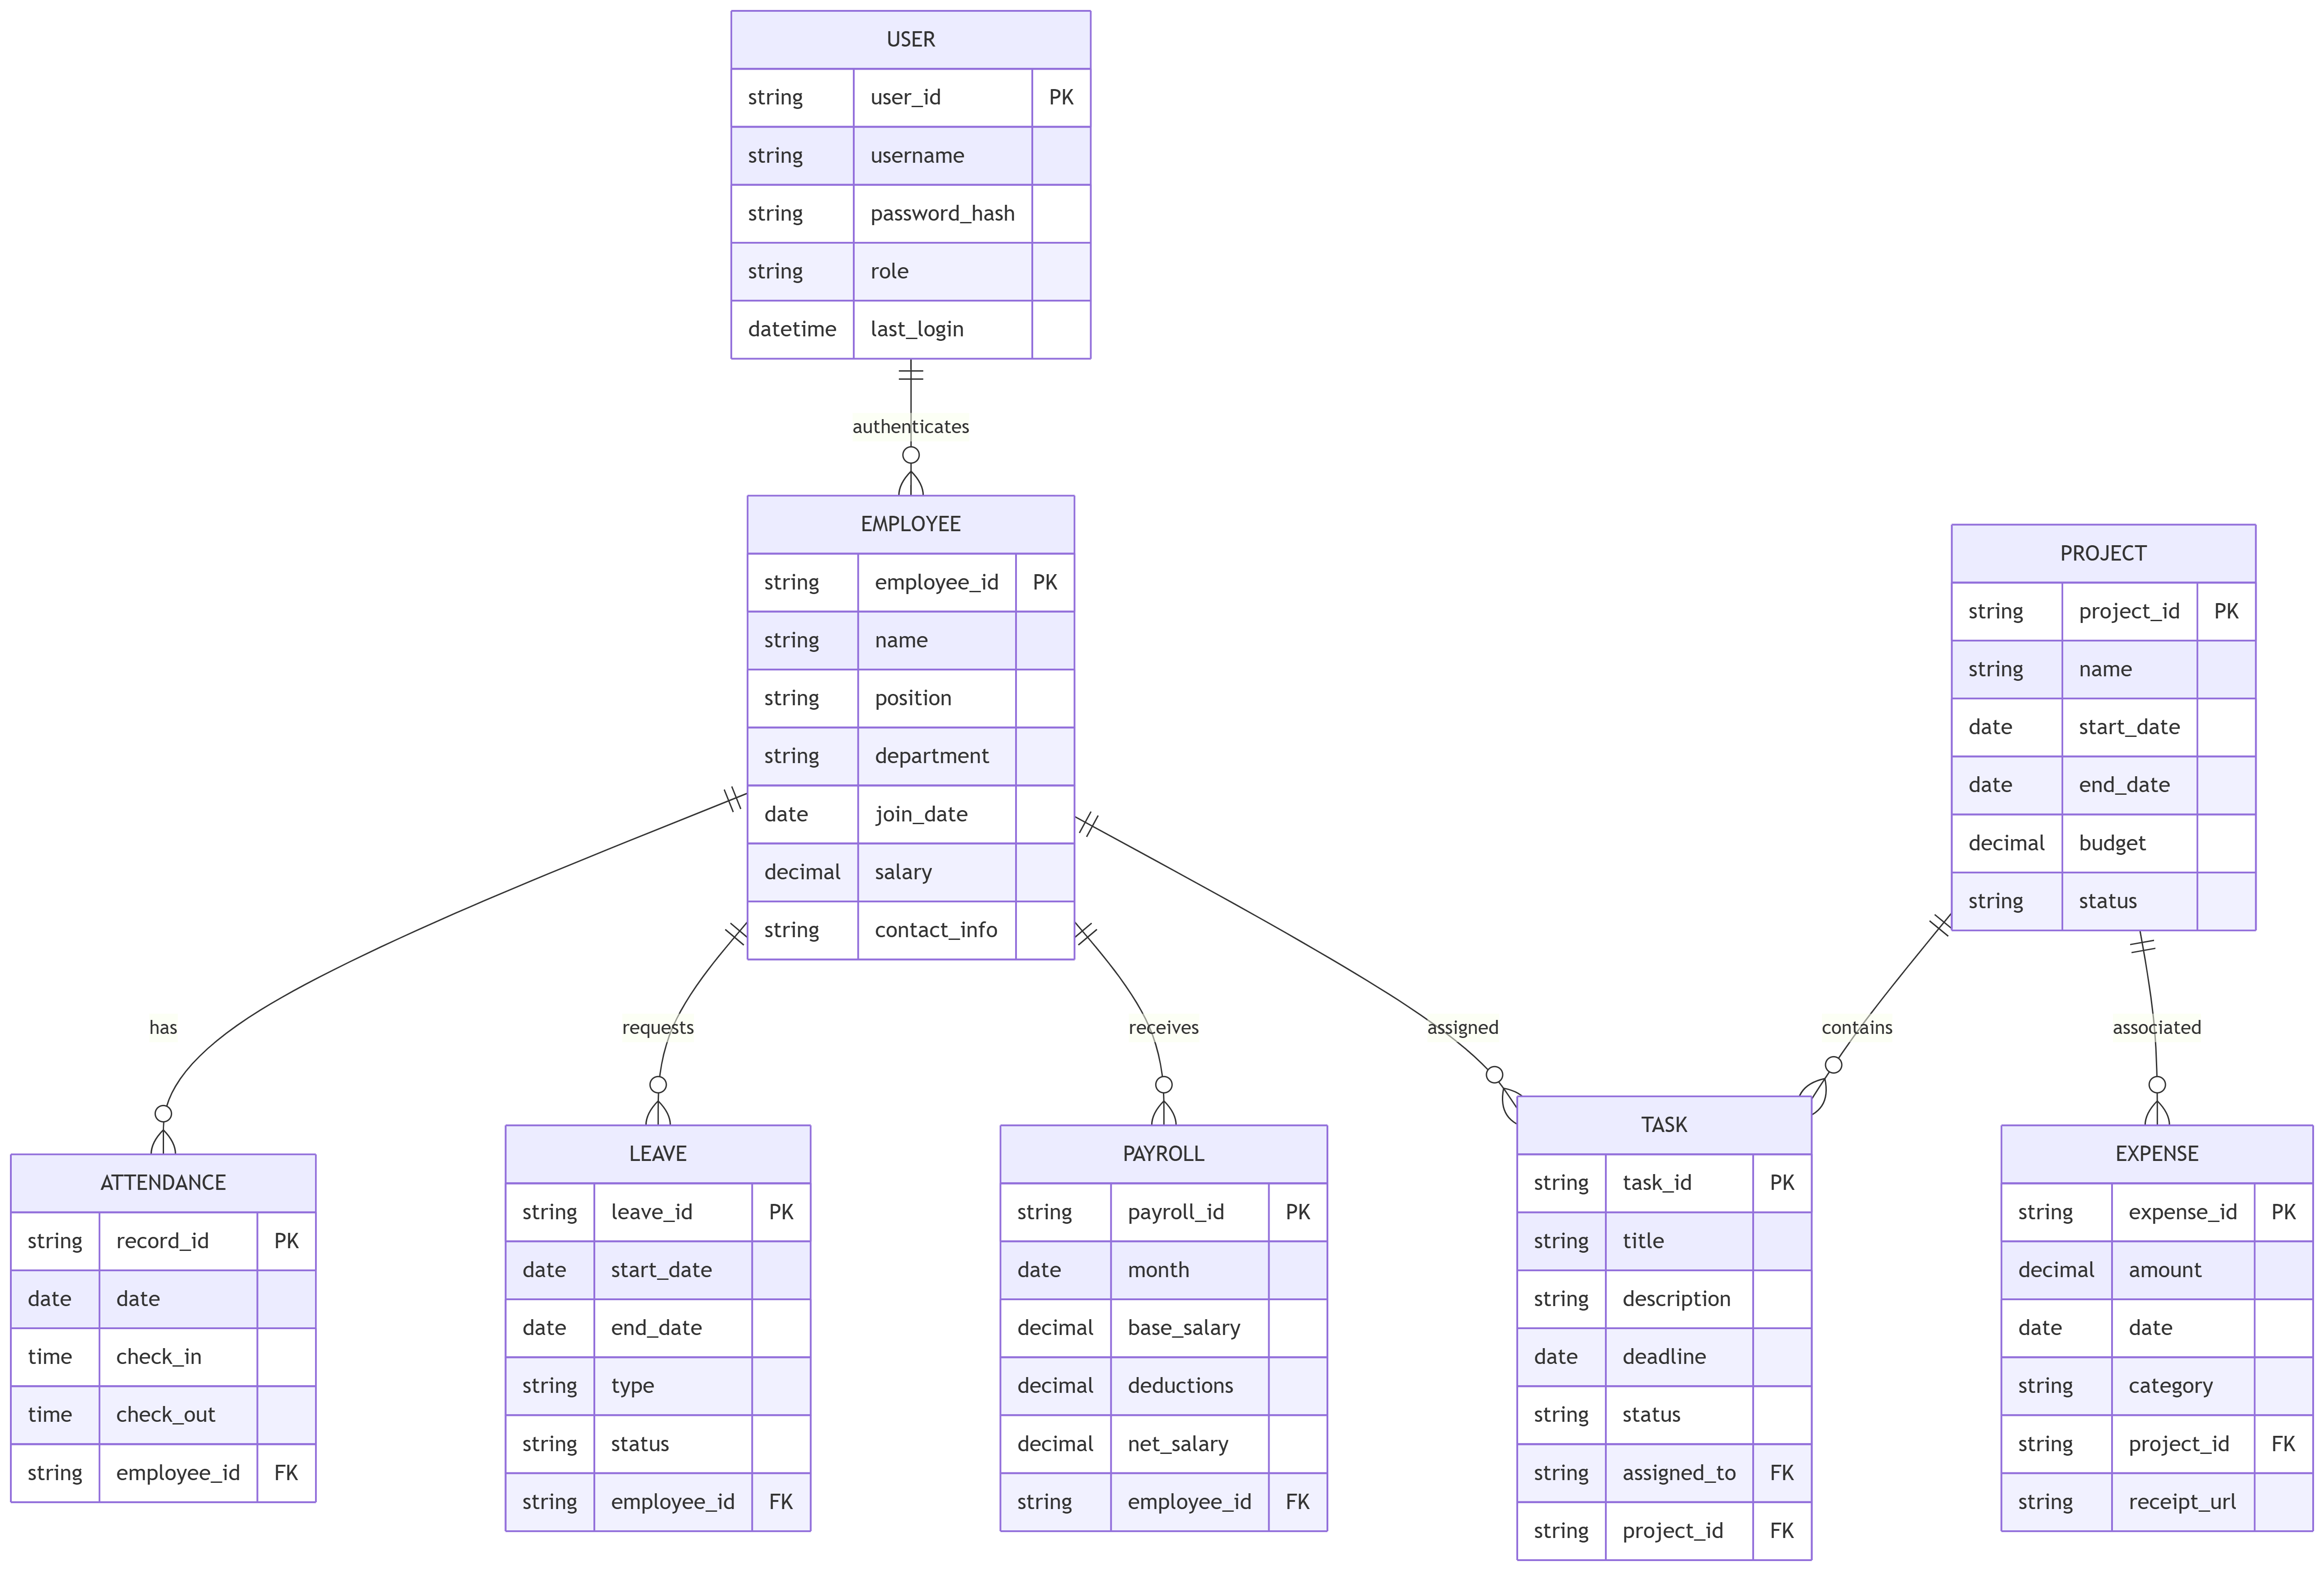 USER
string user_id PK
string username
string password_hash
string role
datetime last_login
authenticates
EMPLOYEE
string employee_id PK
string name
string position
string department
date join_date
decimal salary
string contact_info
PROJECT
string project_id PK
string name
date start_date
date end_date
decimal budget
string status
has
requests
receives
assigned
contains
associated
ATTENDANCE
string record_id PK
date date
time check_in
time check_out
string employee_id FK
LEAVE
string leave_id PK
date start_date
date end_date
string type
string status
string employee_id FK
PAYROLL
string payroll_id PK
date month
decimal base_salary
decimal deductions
decimal net_salary
string employee_id FK
TASK
string task_id PK
string title
string description
date deadline
string status
string assigned_to FK
string project_id FK
EXPENSE
string expense_id PK
decimal amount
date date
string category
string project_id FK
string receipt_url